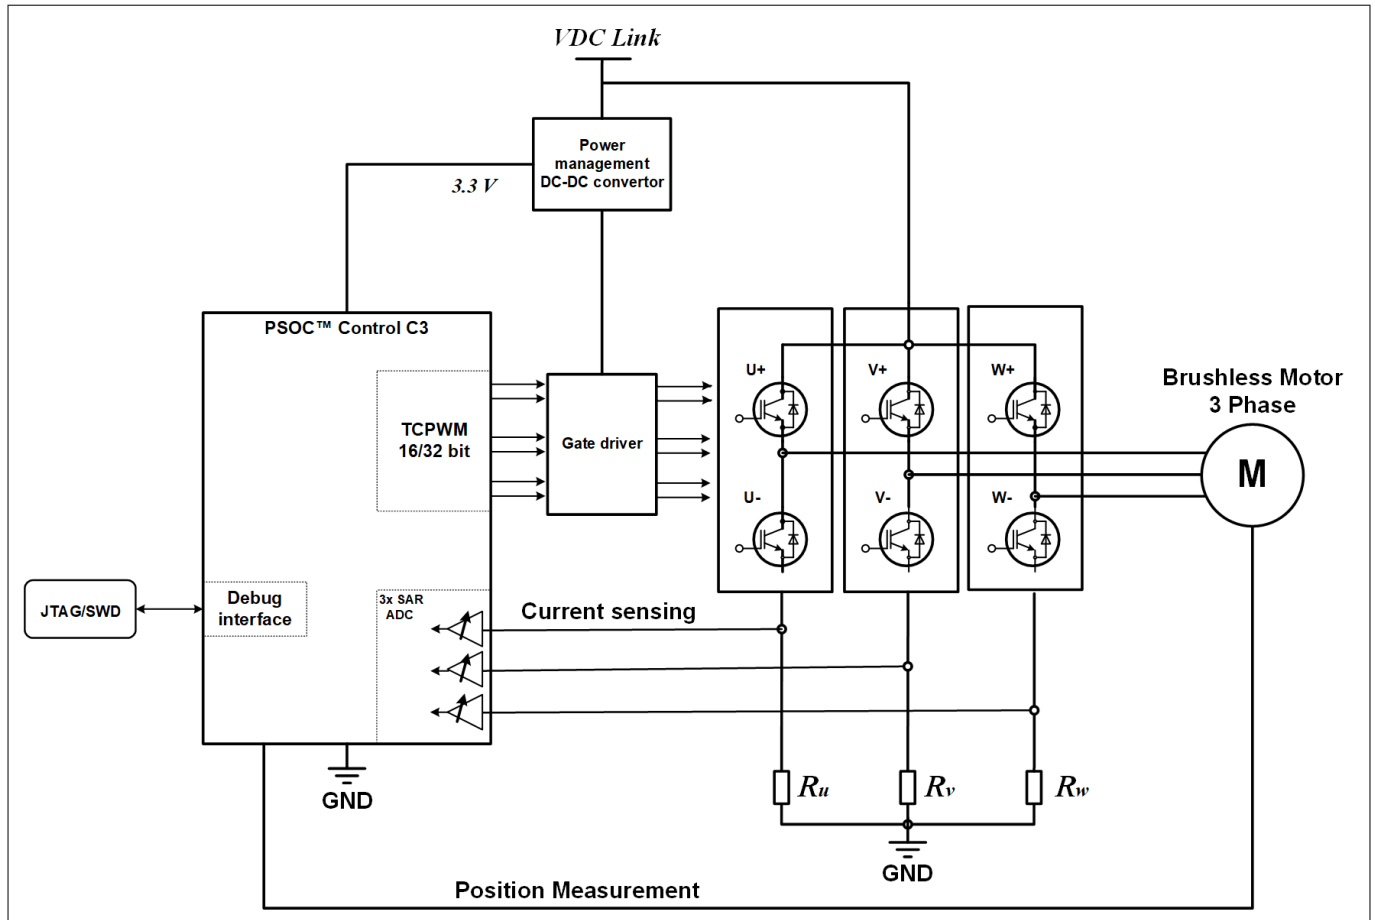 VDC Link
Power
management
DC-DC convertor
3.3 V
PSOC™ Control C3
TCPWM
16/32 bit
Gate driver
U+
V+
W+
U-
V-
W-
Brushless Motor
3 Phase
M
JTAG/SWD
Debug
interface
3x SAR
ADC
Current sensing
Ru
Rv
Rw
GND
GND
Position Measurement